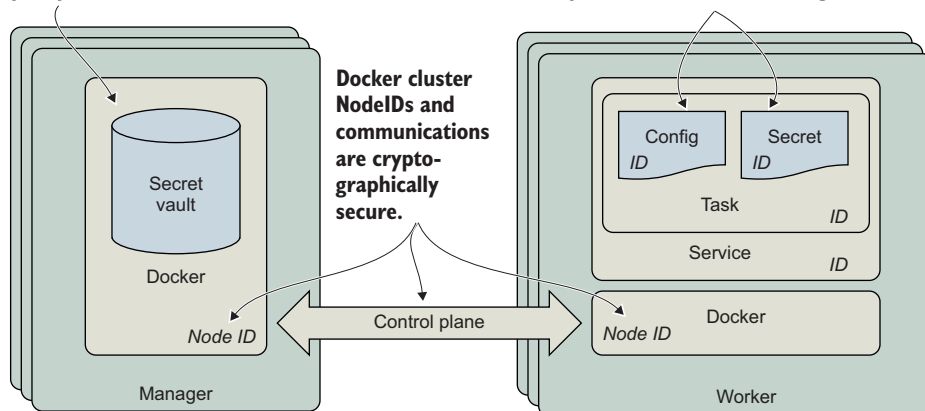 Docker cluster
NodeIDs and
communications
are crypto-
graphically
secure.
Secret
vault
Docker
Node ID
Manager
Control plane
Config
ID
Secret
ID
Task
ID
Service
ID
Docker
Node ID
Worker